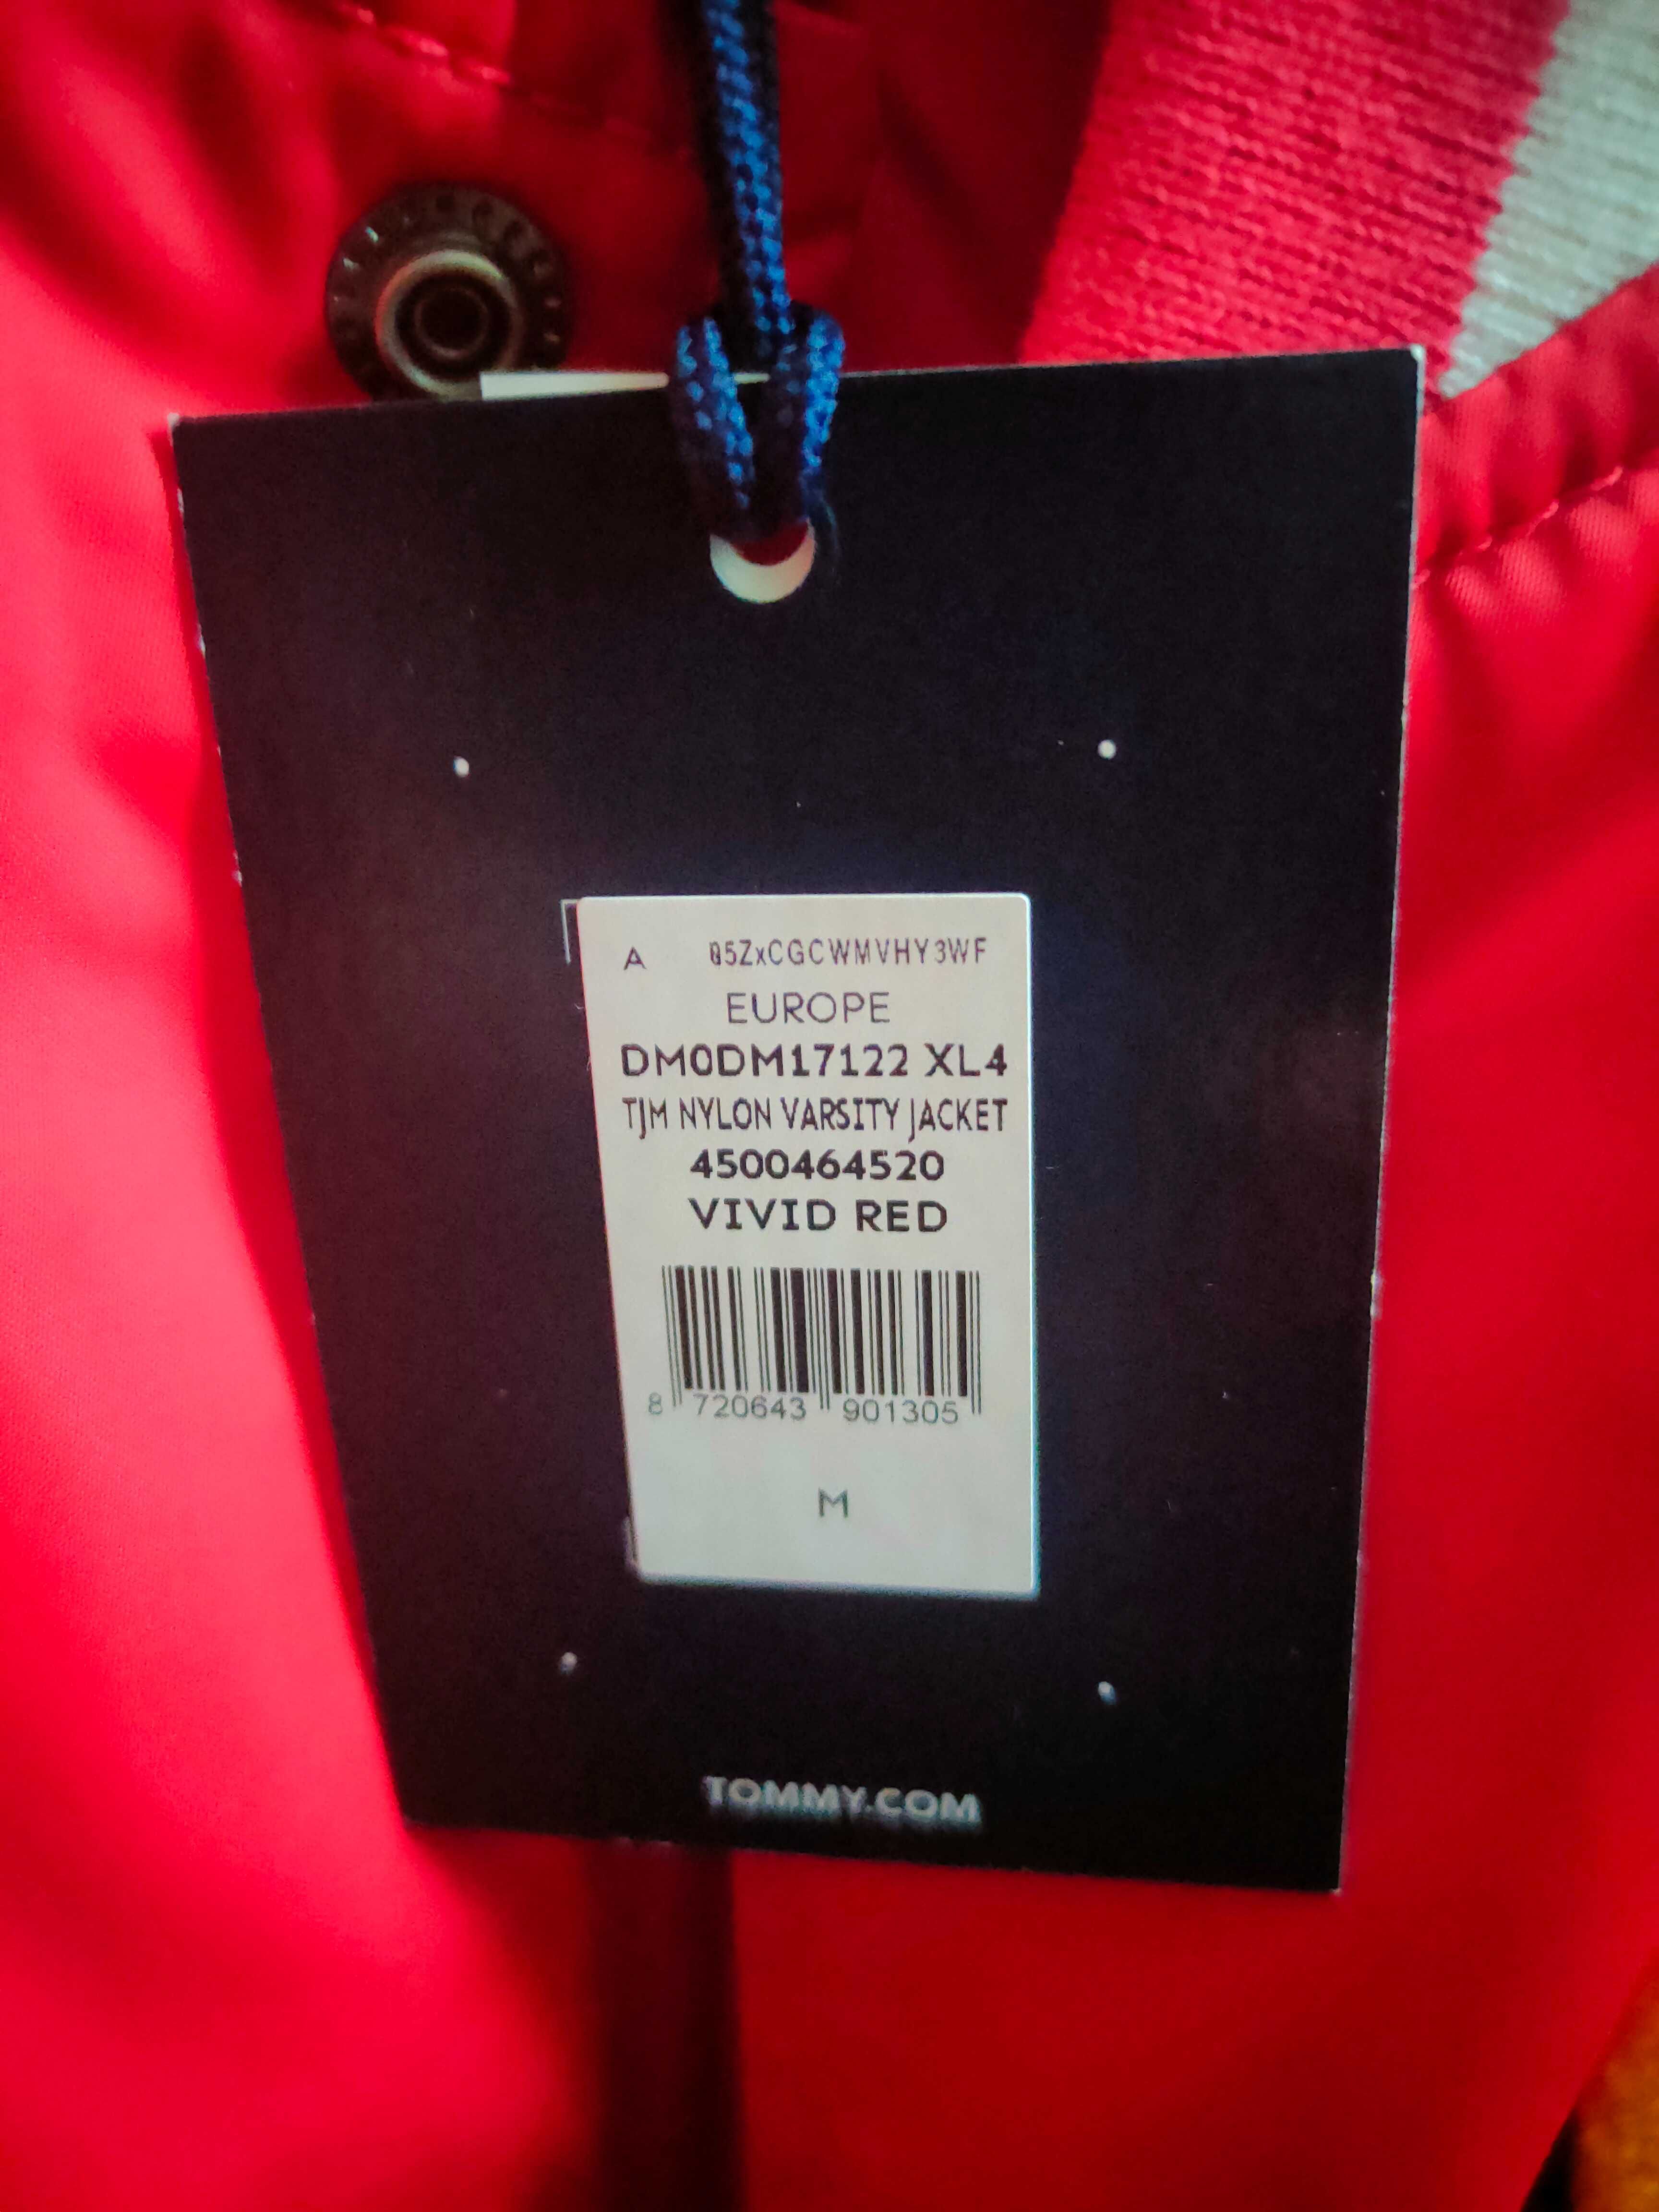 A 05ZxCGCWMVHY3WF
EUROPE
DM0DM17122 XL4
TJM NYLON VARSITY JACKET
4500464520
VIVID RED
8 720643 901305
M
TOMMY.COM